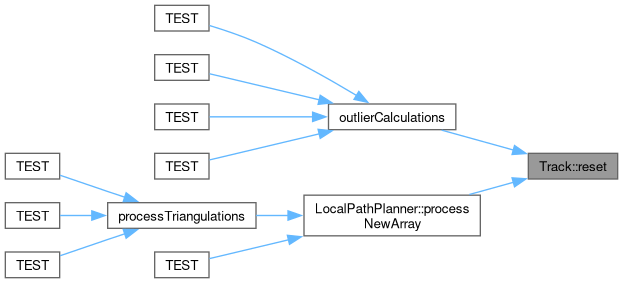 TEST
TEST
TEST
outlierCalculations
TEST
Track::reset
TEST
TEST
processTriangulations
LocalPathPlanner::process
NewArray
TEST
TEST